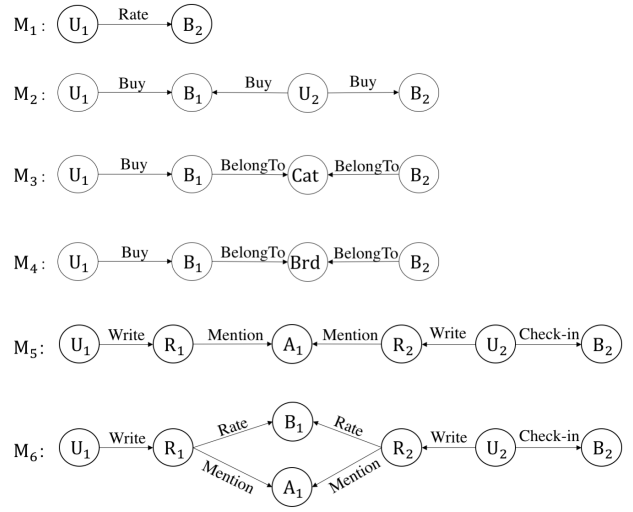 M1: U1 Rate B2
M2: U1 Buy B1 Buy U2 Buy B2
M3: U1 Buy B1 BelongTo Cat BelongTo B2
M4: U1 Buy B1 BelongTo Brd BelongTo B2
M5: U1 Write R1 Mention A1 Mention R2 Write U2 Check-in B2
B1
Rate Rate
M6: U1 Write R1 R2 Write U2 Check-in B2
Mention Mention
A1